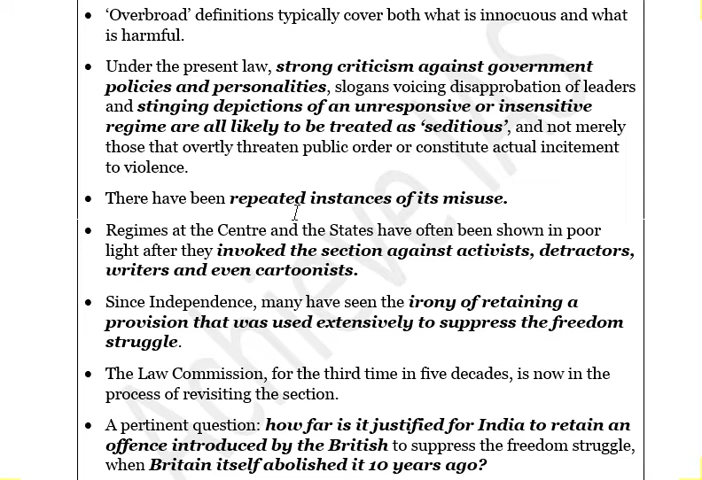 • ‘Overbroad’ definitions typically cover both what is innocuous and what
is harmful.
• Under the present law, strong criticism against government
policies and personalities, slogans voicing disapprobation of leaders
and stinging depictions of an unresponsive or insensitive
regime are all likely to be treated as ‘seditious’, and not merely
those that overtly threaten public order or constitute actual incitement
to violence.
• There have been repeated instances of its misuse.
• Regimes at the Centre and the States have often been shown in poor
light after they invoked the section against activists, detractors,
writers and even cartoonists.
• Since Independence, many have seen the irony of retaining a
provision that was used extensively to suppress the freedom
struggle.
• The Law Commission, for the third time in five decades, is now in the
process of revisiting the section.
• A pertinent question: how far is it justified for India to retain an
offence introduced by the British to suppress the freedom struggle,
when Britain itself abolished it 10 years ago?
Achieve IAS